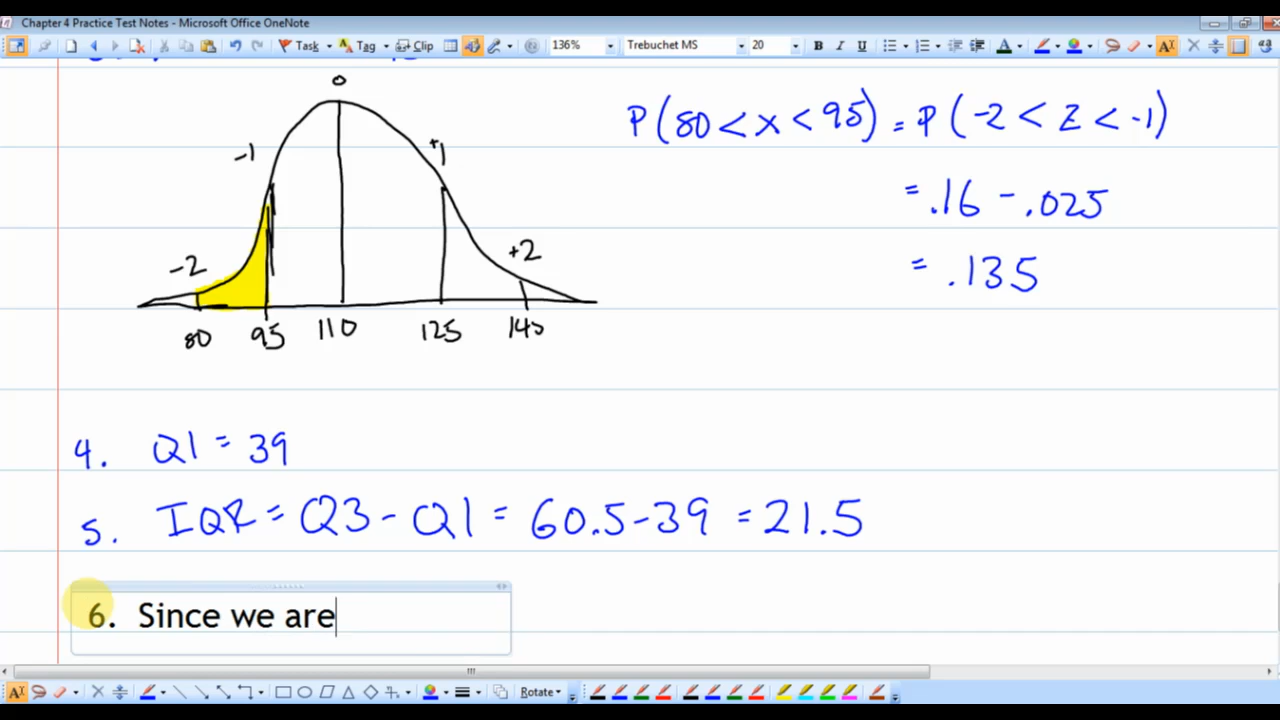 Chapter 4 Practice Test Notes - Microsoft Office OneNote
Task Tag Clip 136% Trebuchet MS 20 B I U A
0
P(80 < x < 95) = P(-2 < Z < -1)
-1 +1
= .16 - .025
-2 +2
= .135
80 95 110 125 140
4. Q1 = 39
5. IQR = Q3 - Q1 = 60.5 - 39 = 21.5
6. Since we are
Rotate